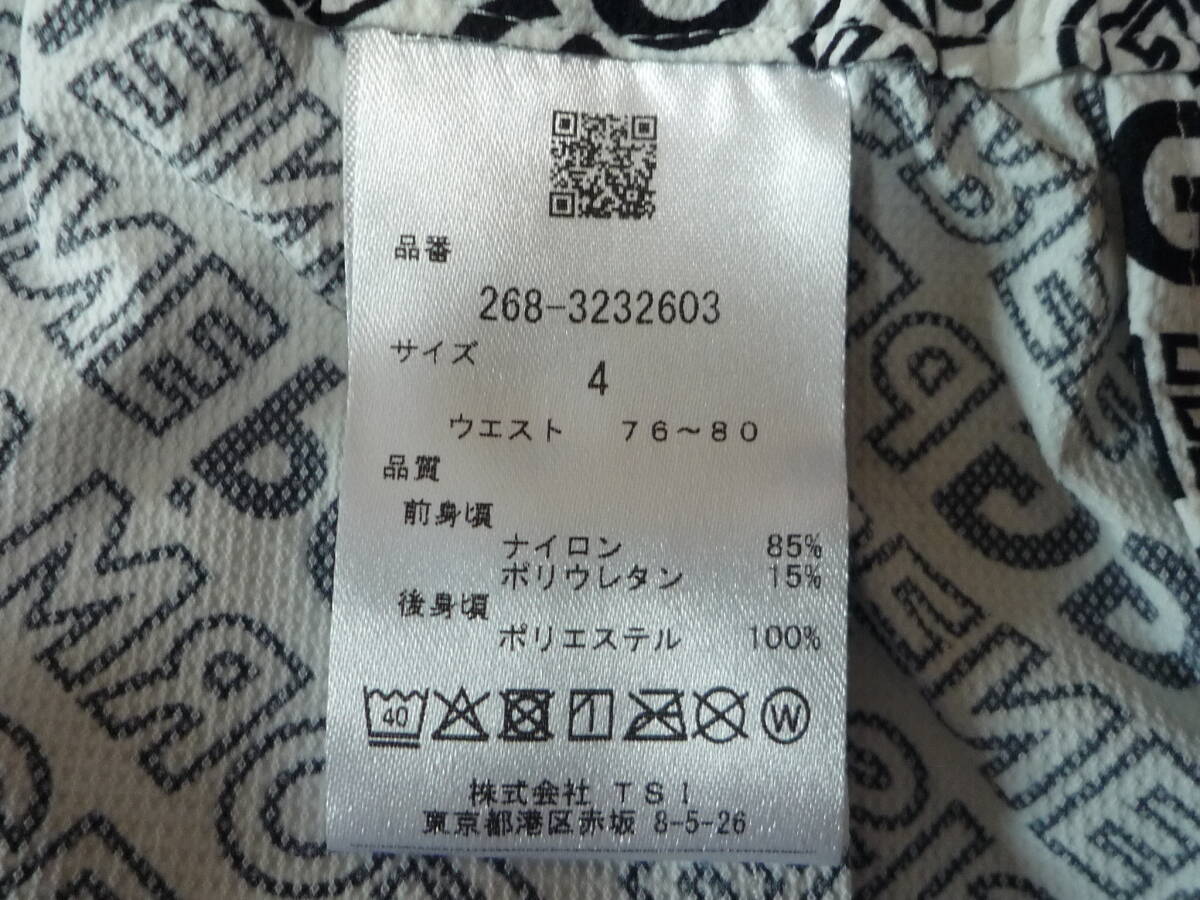 品番
268-3232603
サイズ
4
ウエスト 76～80
品質
前身頃
ナイロン 85%
ポリウレタン 15%
後身頃
ポリエステル 100%
40
W
株式会社 TSI
東京都港区赤坂 8-5-26